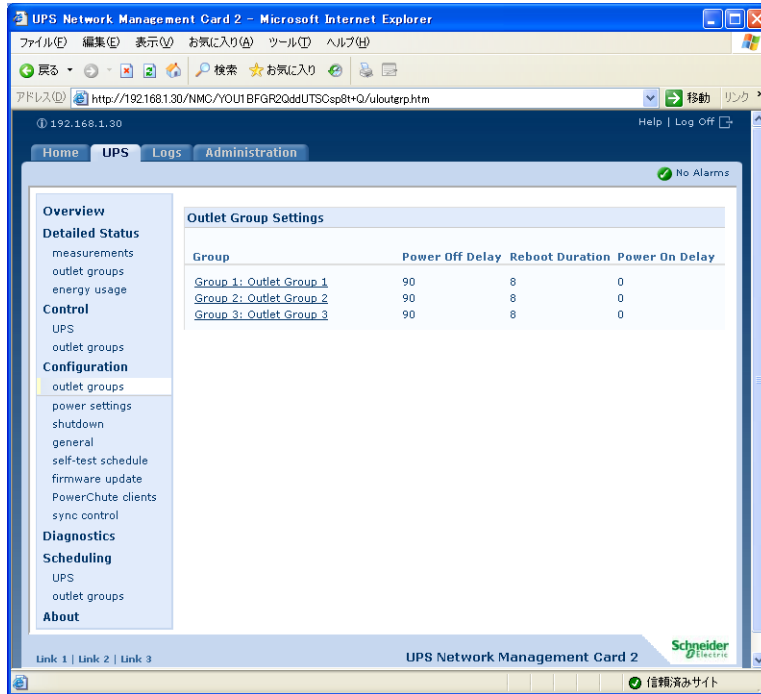 UPS Network Management Card 2 - Microsoft Internet Explorer
ファイル(F) 編集(E) 表示(V) お気に入り(A) ツール(T) ヘルプ(H)
戻る 検索 お気に入り
アドレス(D) http://192.168.1.30/NMC/YOU1BFGR2QddUTSCsp8t+Q/uloutgrp.htm 移動 リンク »
192.168.1.30 Help | Log Off
Home UPS Logs Administration
No Alarms
Overview
Detailed Status
measurements
outlet groups
energy usage
Control
UPS
outlet groups
Configuration
outlet groups
power settings
shutdown
general
self-test schedule
firmware update
PowerChute clients
sync control
Diagnostics
Scheduling
UPS
outlet groups
About
Outlet Group Settings
Group Power Off Delay Reboot Duration Power On Delay
Group 1: Outlet Group 1 90 8 0
Group 2: Outlet Group 2 90 8 0
Group 3: Outlet Group 3 90 8 0
Link 1 | Link 2 | Link 3
UPS Network Management Card 2
Schneider
Electric
信頼済みサイト